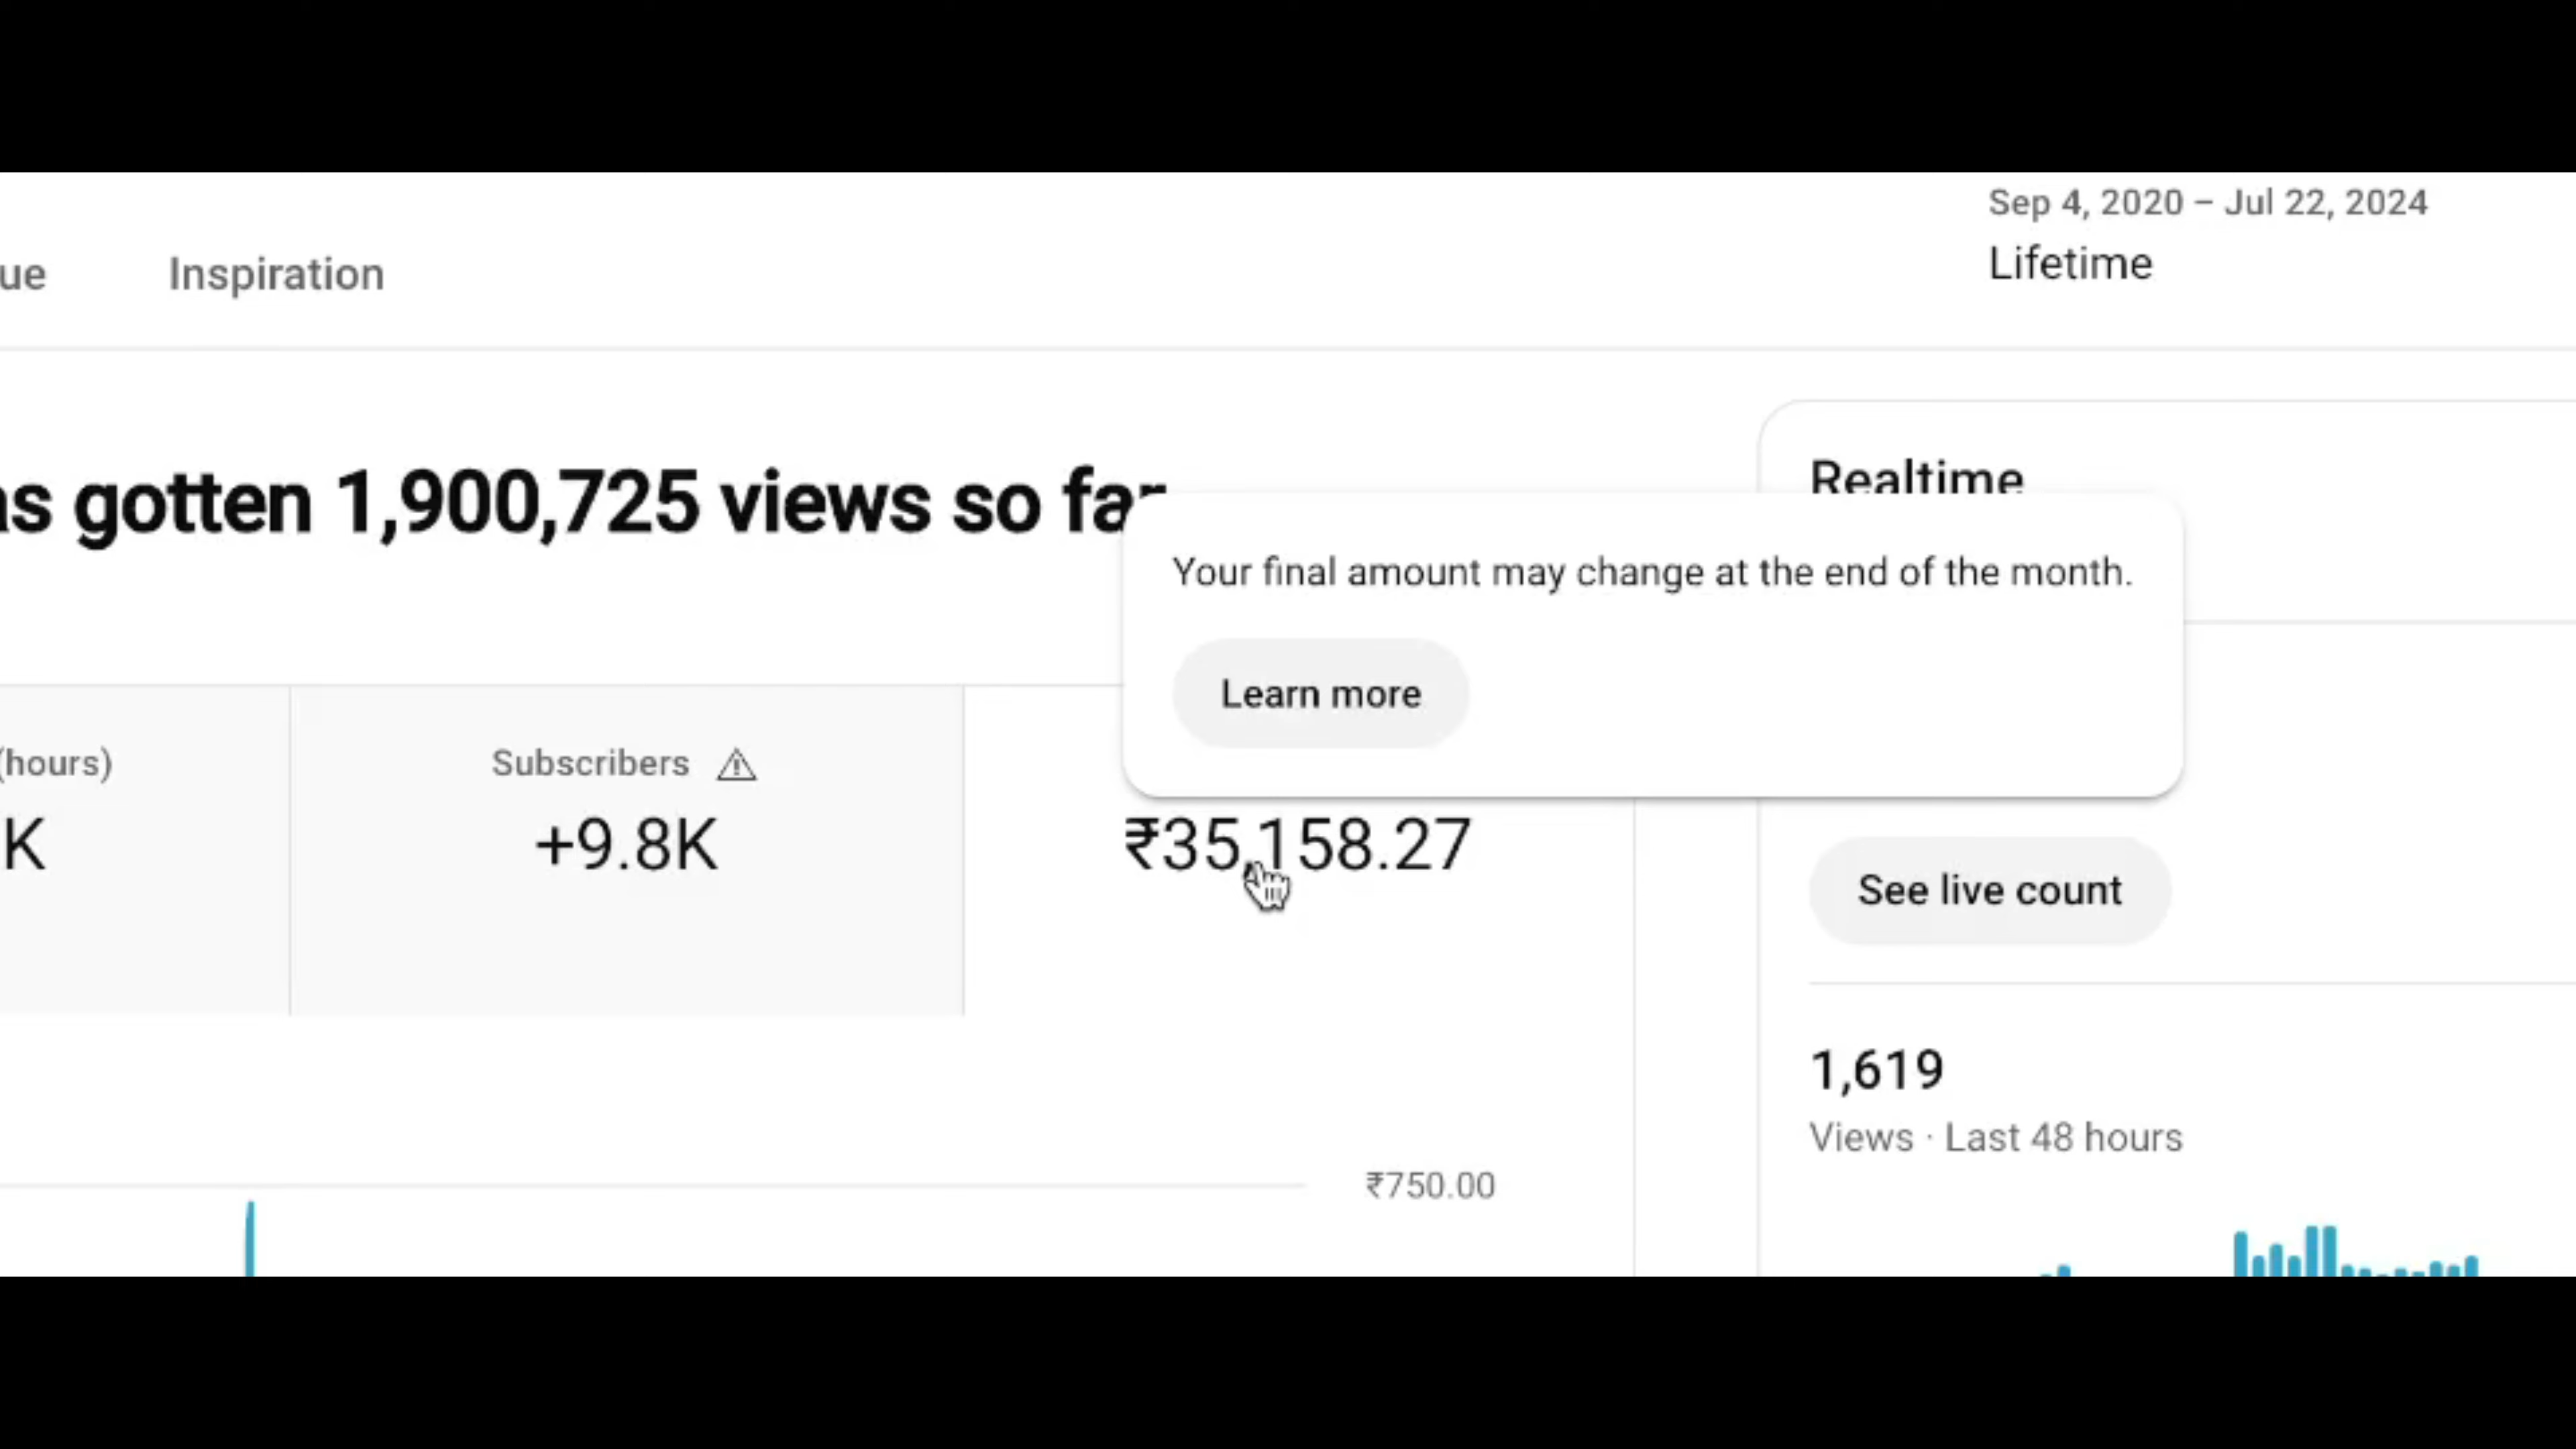 Sep 4, 2020 – Jul 22, 2024
Inspiration
Lifetime
gotten 1,900,725 views so far
Realtime
Your final amount may change at the end of the month.
Learn more
(hours)
Subscribers
K
+9.8K
₹35,158.27
See live count
1,619
Views · Last 48 hours
₹750.00